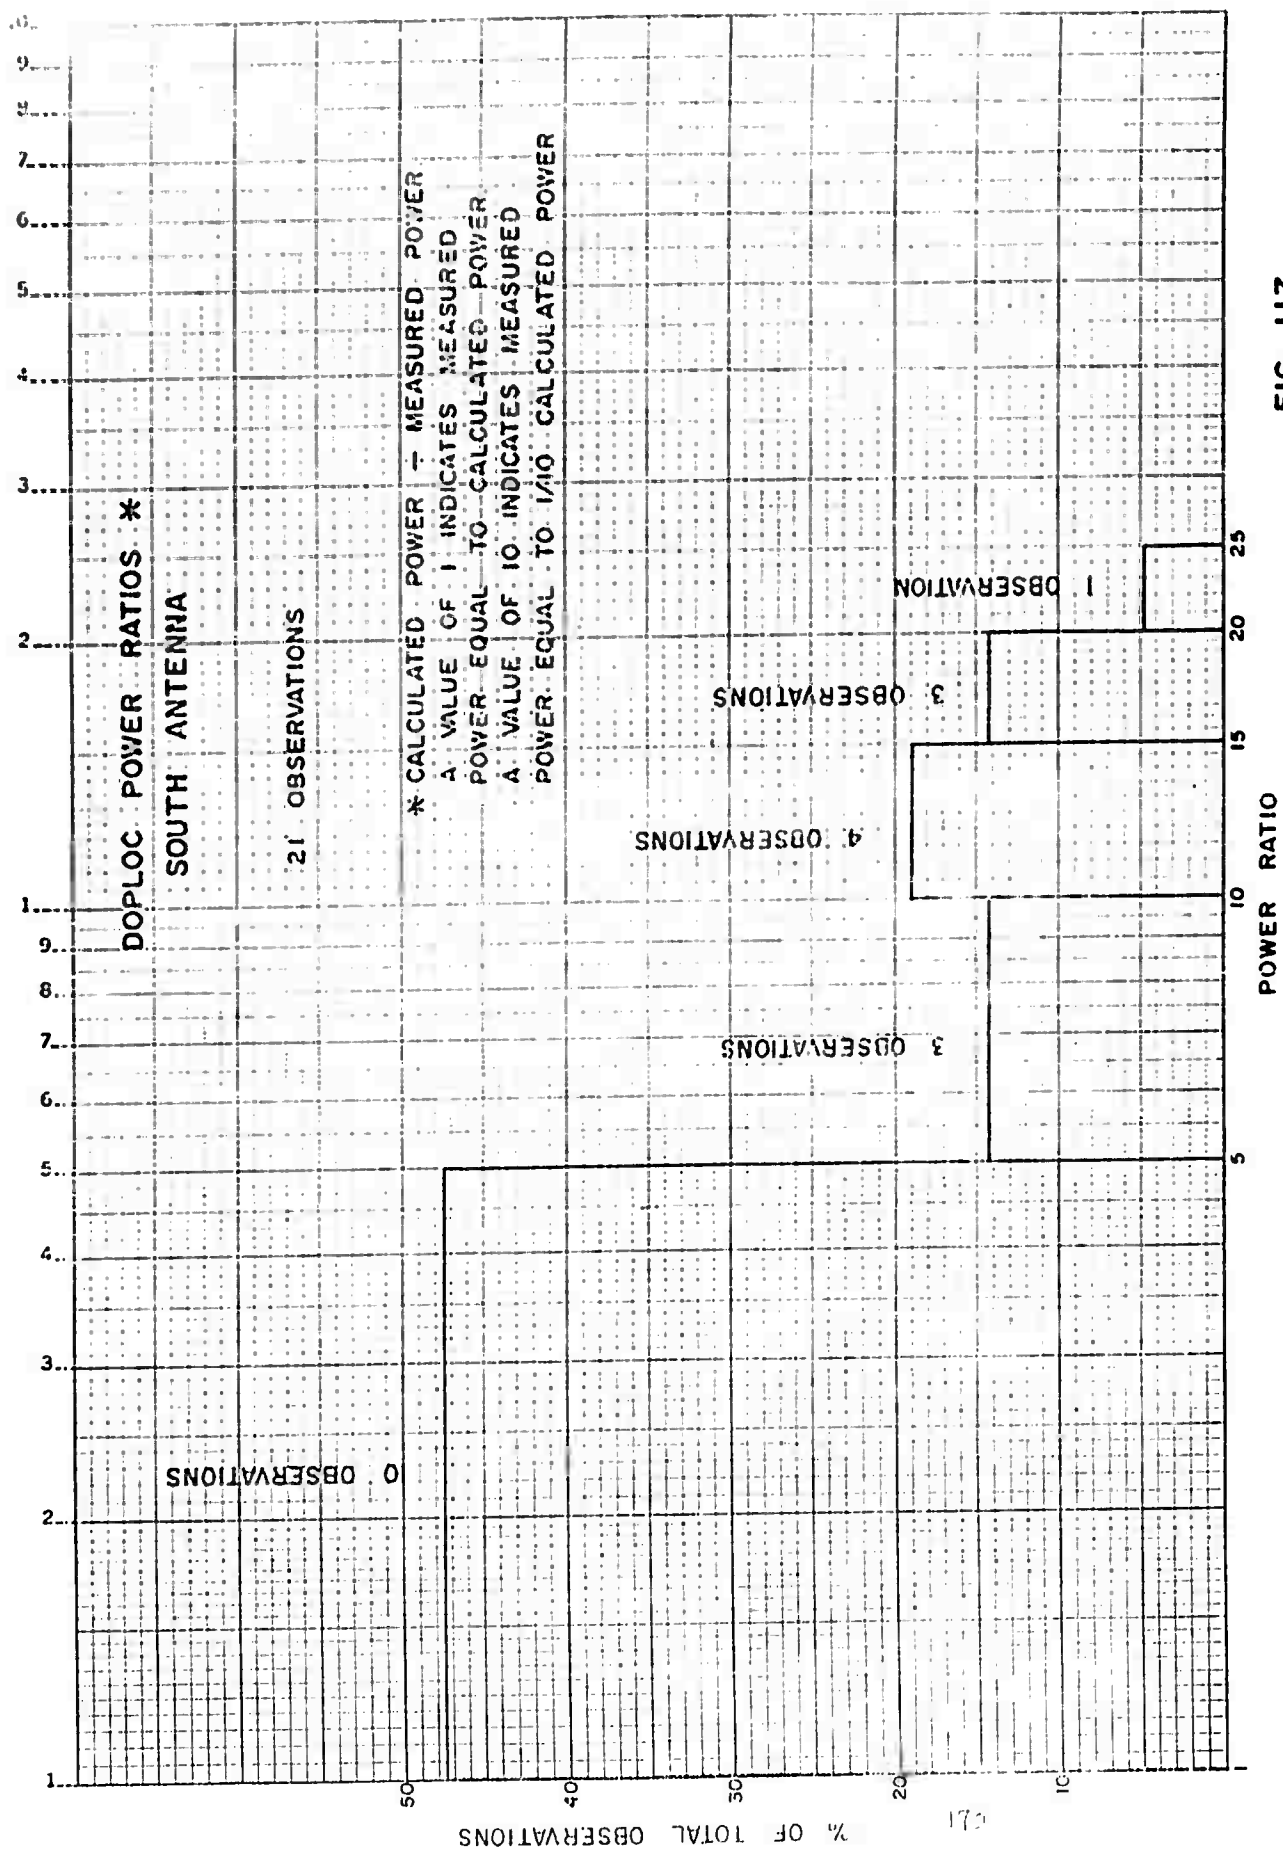 DOPLOC POWER RATIOS *
SOUTH ANTENNA
21 OBSERVATIONS
* CALCULATED POWER ÷ MEASURED POWER
A VALUE OF 1 INDICATES MEASURED
POWER EQUAL TO CALCULATED POWER
A VALUE OF 10 INDICATES MEASURED
POWER EQUAL TO 1/10 CALCULATED POWER
1 2 3 4 5 6 7 8 9 1 2 3 4 5 6 7 8 9
% OF TOTAL OBSERVATIONS
50
40
30
20
10
0 OBSERVATIONS
3 OBSERVATIONS
4 OBSERVATIONS
3 OBSERVATIONS
1 OBSERVATION
1 5 10 15 20 25
POWER RATIO